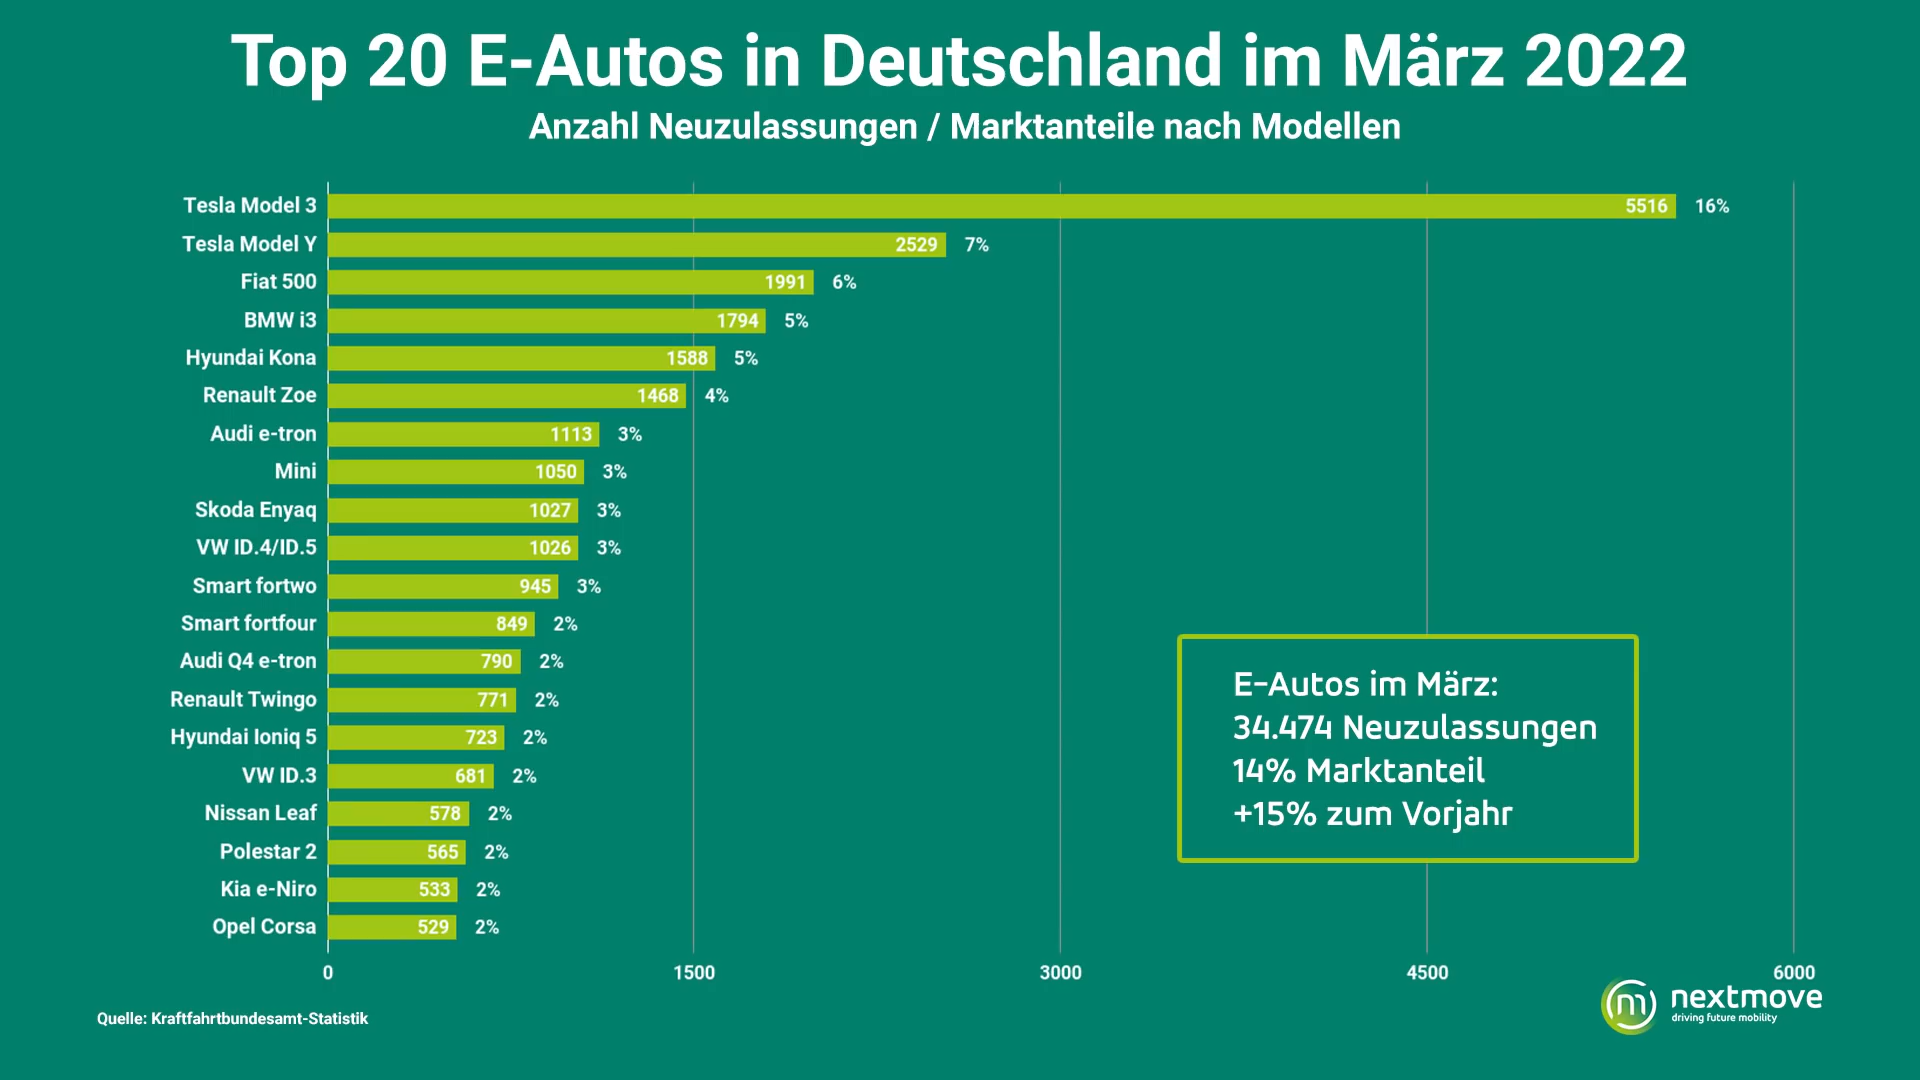 Top 20 E-Autos in Deutschland im März 2022
Anzahl Neuzulassungen / Marktanteile nach Modellen
Tesla Model 3 5516 16%
Tesla Model Y 2529 7%
Fiat 500 1991 6%
BMW i3 1794 5%
Hyundai Kona 1588 5%
Renault Zoe 1468 4%
Audi e-tron 1113 3%
Mini 1050 3%
Skoda Enyaq 1027 3%
VW ID.4/ID.5 1026 3%
Smart fortwo 945 3%
Smart fortfour 849 2%
Audi Q4 e-tron 790 2%
Renault Twingo 771 2%
Hyundai Ioniq 5 723 2%
VW ID.3 681 2%
Nissan Leaf 578 2%
Polestar 2 565 2%
Kia e-Niro 533 2%
Opel Corsa 529 2%
0 1500 3000 4500 6000
E-Autos im März:
34.474 Neuzulassungen
14% Marktanteil
+15% zum Vorjahr
Quelle: Kraftfahrtbundesamt-Statistik
m nextmove
driving future mobility